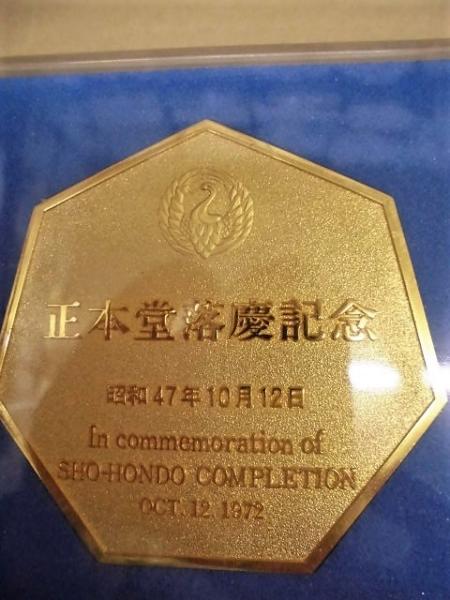 正本堂落慶記念
昭和47年10月12日
In commemoration of
SHO-HONDO COMPLETION
OCT. 12. 1972